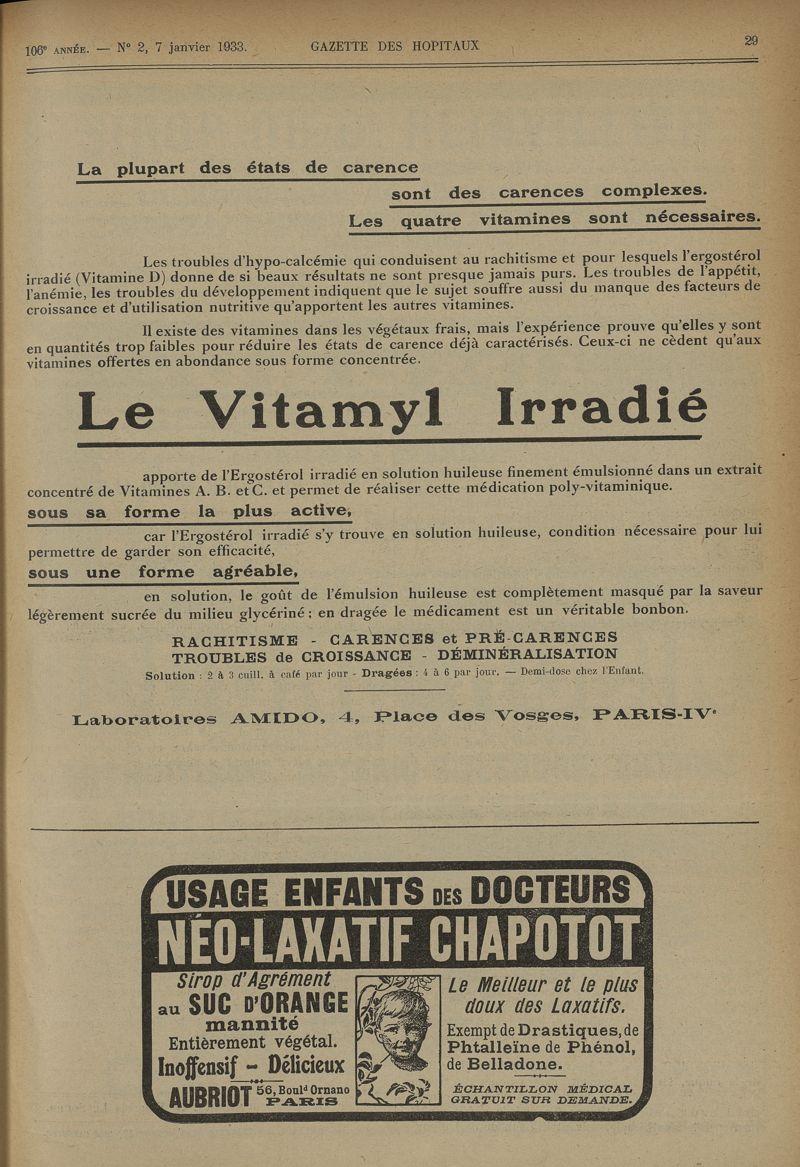 106e ANNÉE. — N° 2, 7 janvier 1933. GAZETTE DES HOPITAUX 29
La plupart des états de carence
sont des carences complexes.
Les quatre vitamines sont nécessaires.
Les troubles d'hypo-calcémie qui conduisent au rachitisme et pour lesquels l'ergostérol
irradié (Vitamine D) donne de si beaux résultats ne sont presque jamais purs. Les troubles de l'appétit,
l'anémie, les troubles du développement indiquent que le sujet souffre aussi du manque des facteurs de
croissance et d'utilisation nutritive qu'apportent les autres vitamines.
Il existe des vitamines dans les végétaux frais, mais l'expérience prouve qu'elles y sont
en quantités trop faibles pour réduire les états de carence déjà caractérisés. Ceux-ci ne cèdent qu'aux
vitamines offertes en abondance sous forme concentrée.
Le Vitamyl Irradié
apporte de l'Ergostérol irradié en solution huileuse finement émulsionné dans un extrait
concentré de Vitamines A. B. et C. et permet de réaliser cette médication poly-vitaminique.
sous sa forme la plus active,
car l'Ergostérol irradié s'y trouve en solution huileuse, condition nécessaire pour lui
permettre de garder son efficacité,
sous une forme agréable,
en solution, le goût de l'émulsion huileuse est complètement masqué par la saveur
légèrement sucrée du milieu glycériné ; en dragée le médicament est un véritable bonbon.
RACHITISME - CARENCES et PRÉ-CARENCES
TROUBLES de CROISSANCE - DÉMINÉRALISATION
Solution : 2 à 3 cuill. à café par jour - Dragées : 4 à 6 par jour. — Demi-dose chez l'Enfant.
Laboratoires AMIDO, 4, Place des Vosges, PARIS-IVe
USAGE ENFANTS DES DOCTEURS
NÉO-LAXATIF CHAPOTOT
Sirop d'Agrément
au SUC D'ORANGE
mannité
Entièrement végétal.
Inoffensif - Délicieux
AUBRIOT 56, Bould Ornano
PARIS
Le Meilleur et le plus
doux des Laxatifs.
Exempt de Drastiques, de
Phtalleïne de Phénol,
de Belladone.
ÉCHANTILLON MÉDICAL
GRATUIT SUR DEMANDE.